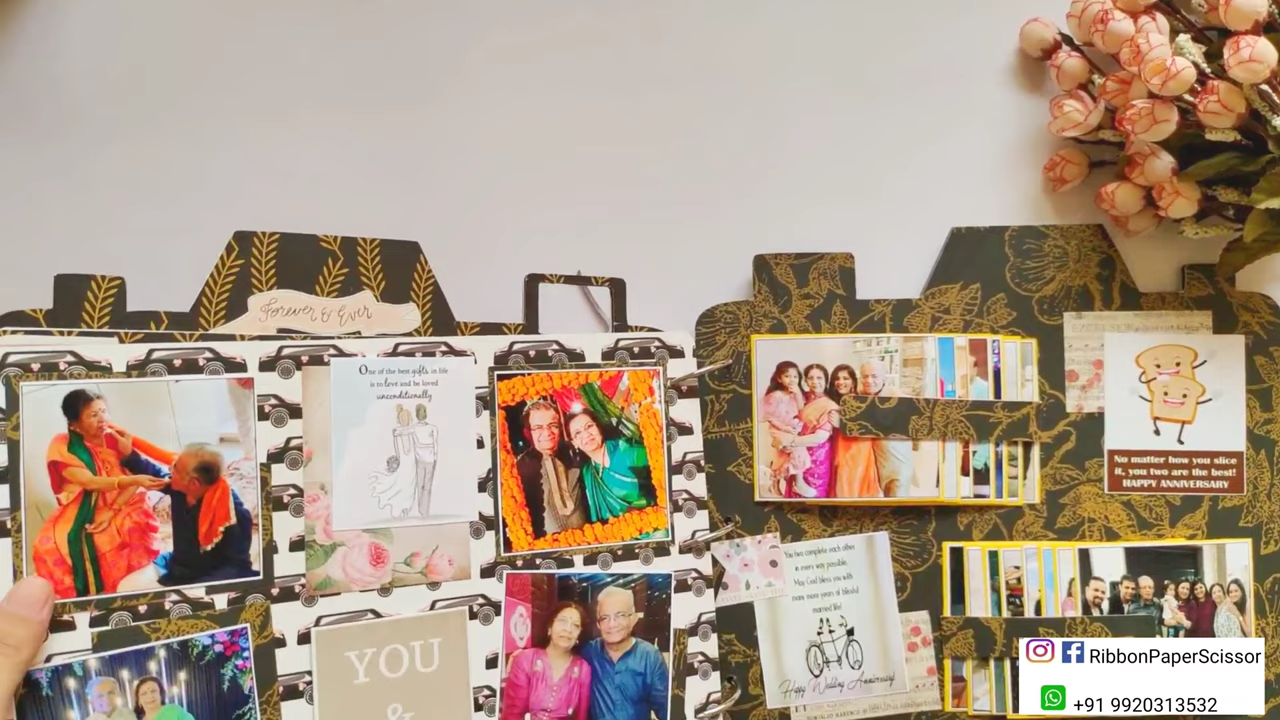 Forever & Ever
One of the best gifts in life
is to love and be loved
unconditionally
YOU
&
No matter how you slice
it, you two are the best!
HAPPY ANNIVERSARY
You two complete each other
in every way possible.
May God bless you with
many more years of blissful
married life!
Happy Wedding Anniversary!
RibbonPaperScissor
+91 9920313532